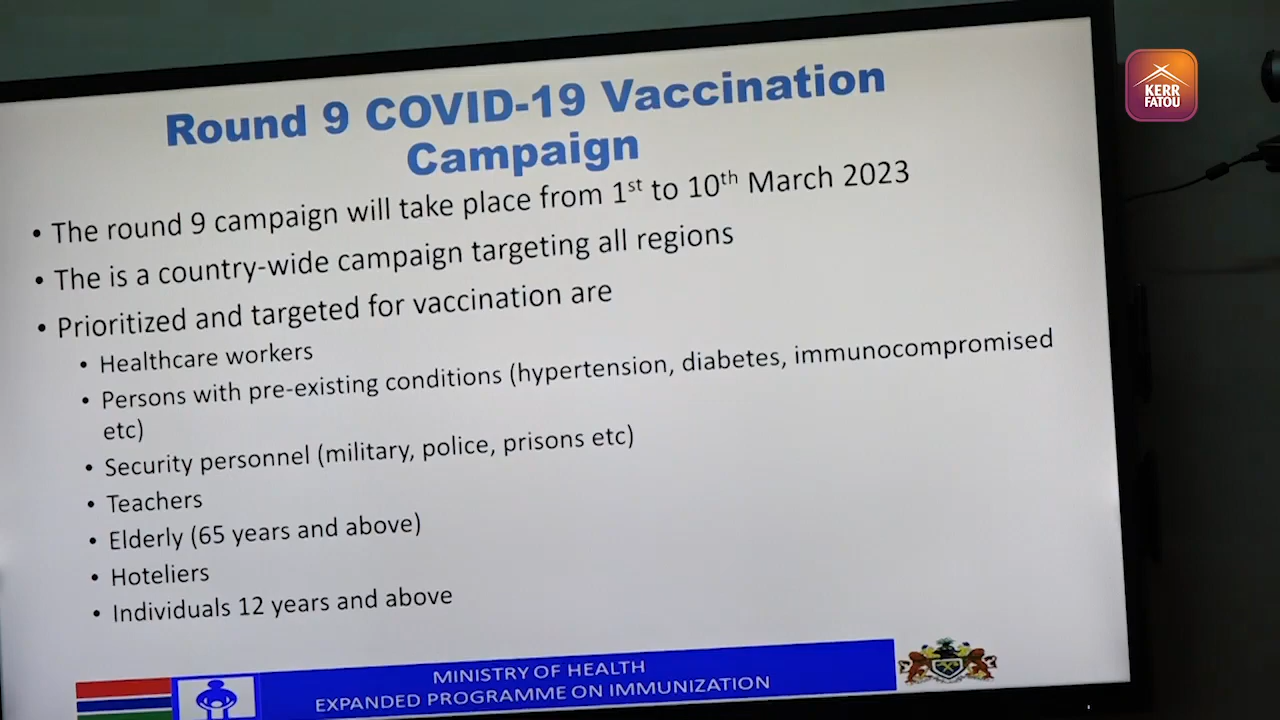 Round 9 COVID-19 Vaccination
Campaign
• The round 9 campaign will take place from 1st to 10th March 2023
• The is a country-wide campaign targeting all regions
• Prioritized and targeted for vaccination are
• Healthcare workers
• Persons with pre-existing conditions (hypertension, diabetes, immunocompromised
etc)
• Security personnel (military, police, prisons etc)
• Teachers
• Elderly (65 years and above)
• Hoteliers
• Individuals 12 years and above
MINISTRY OF HEALTH
EXPANDED PROGRAMME ON IMMUNIZATION
KERR
FATOU